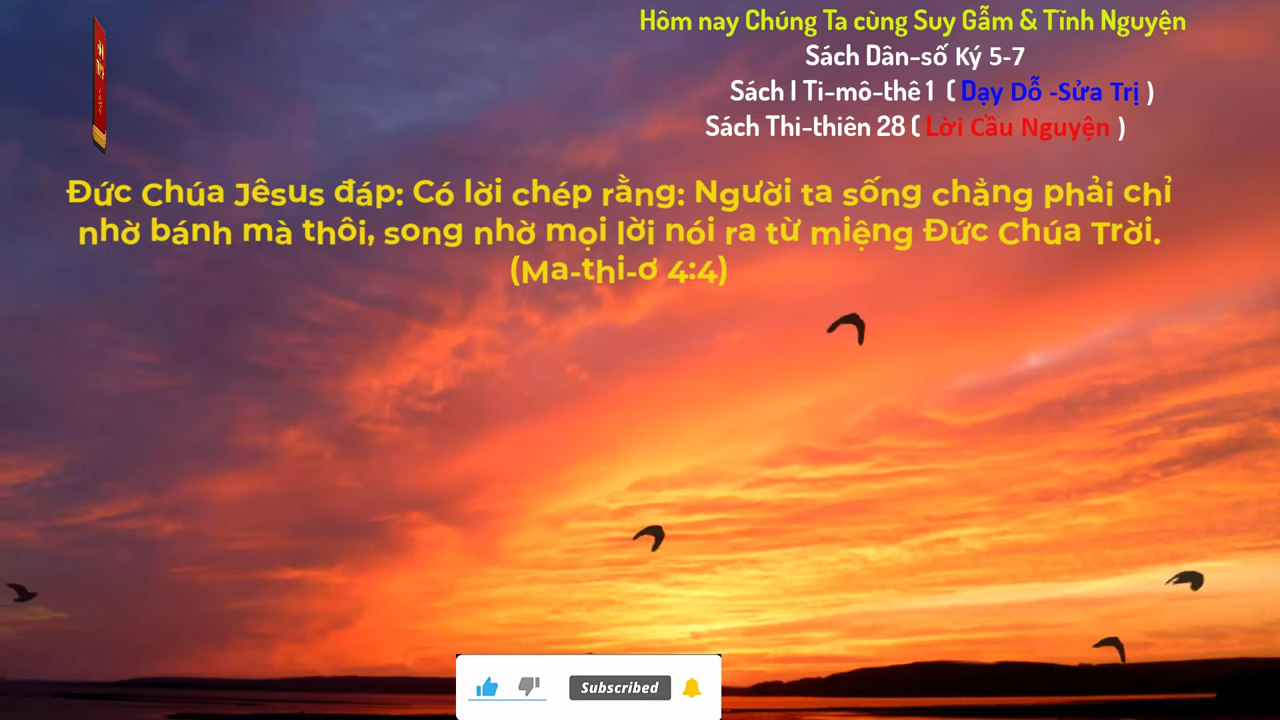 Hôm nay Chúng Ta cùng Suy Gẫm & Tĩnh Nguyện
Sách Dân-số Ký 5-7
Sách I Ti-mô-thê 1 ( Dạy Dỗ -Sửa Trị )
Sách Thi-thiên 28 ( Lời Cầu Nguyện )
Đức Chúa Jêsus đáp: Có lời chép rằng: Người ta sống chẳng phải chỉ
nhờ bánh mà thôi, song nhờ mọi lời nói ra từ miệng Đức Chúa Trời.
(Ma-thi-ơ 4:4)
Subscribed